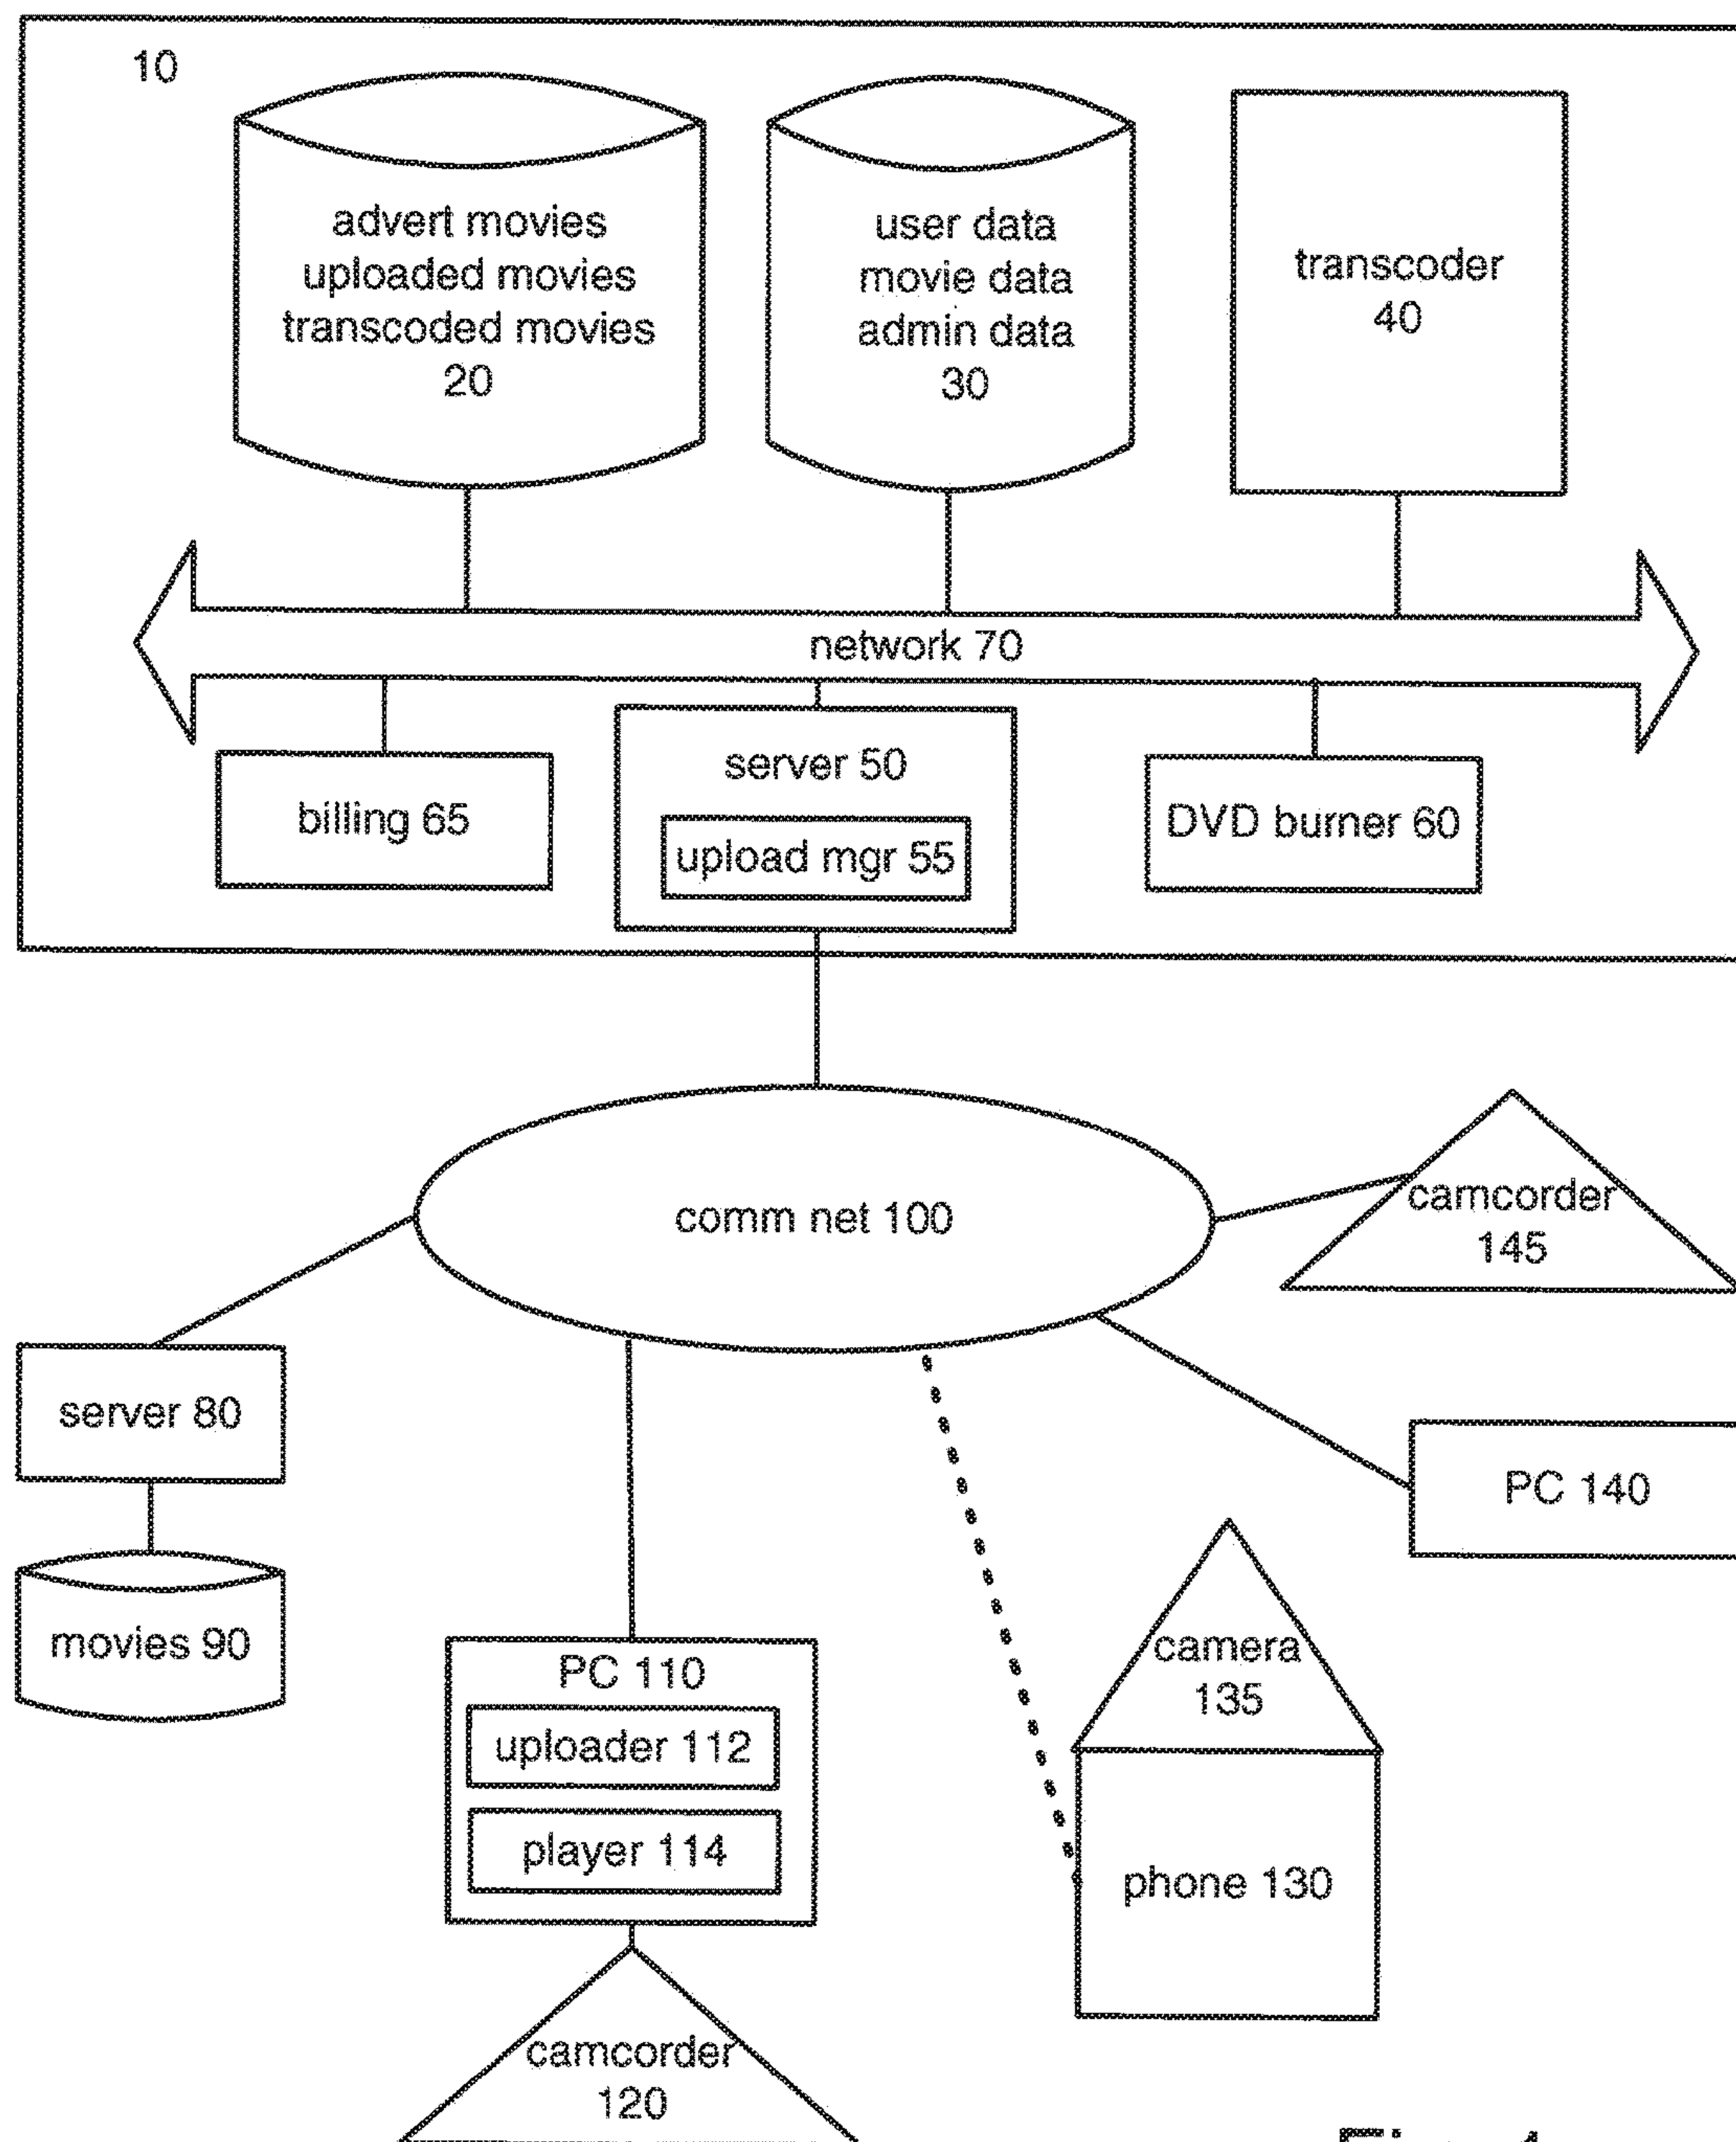 10
advert movies
uploaded movies
transcoded movies
20
user data
movie data
admin data
30
transcoder
40
network 70
billing 65
server 50
upload mgr 55
DVD burner 60
comm net 100
camcorder
145
server 80
PC 140
movies 90
camera
135
PC 110
uploader 112
player 114
phone 130
camcorder
120